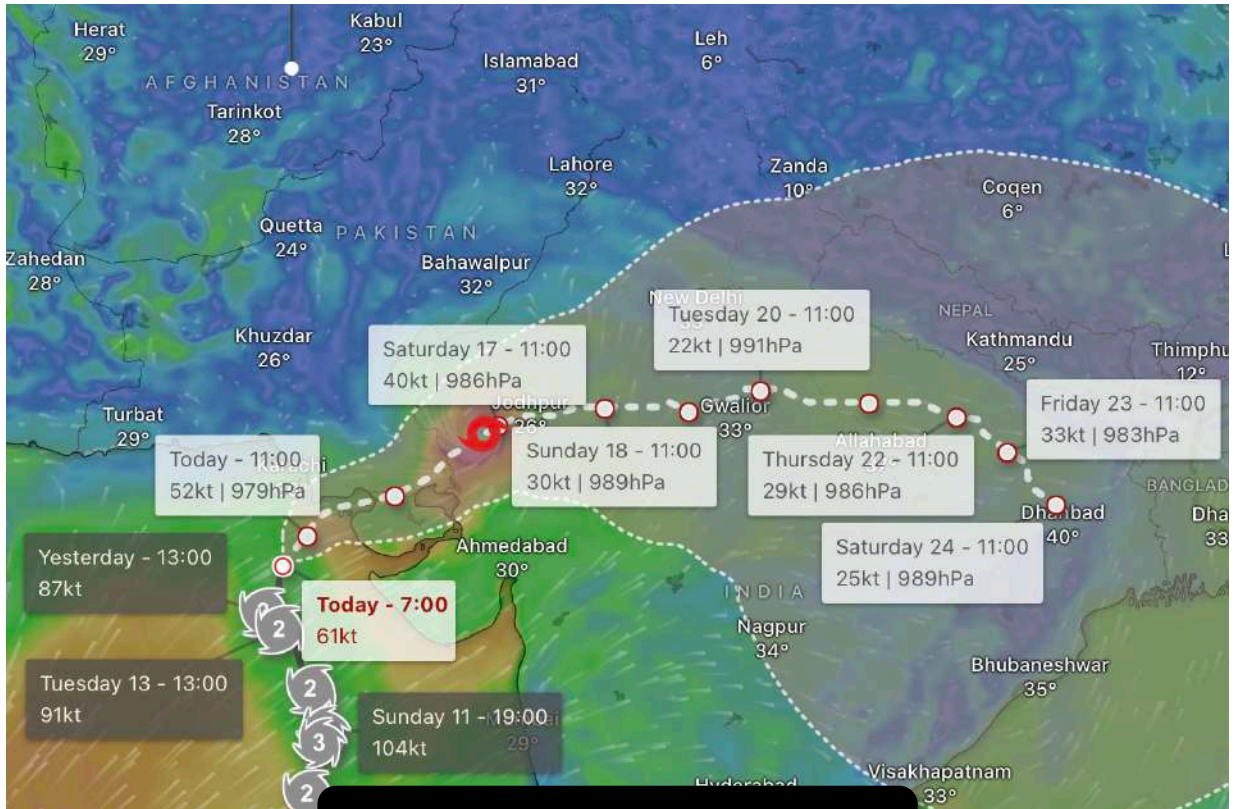 Herat
29°
Kabul
23°
Leh
6°
Islamabad
31°
AFGHANISTAN
Tarinkot
28°
Lahore
32°
Zanda
10°
Coqen
6°
Quetta
24°
PAKISTAN
Zahedan
28°
Bahawalpur
32°
New Delhi
Tuesday 20 - 11:00
22kt | 991hPa
NEPAL
Kathmandu
25°
Thimphu
12°
Khuzdar
26°
Saturday 17 - 11:00
40kt | 986hPa
Jodhpur
26°
Gwalior
33°
Friday 23 - 11:00
33kt | 983hPa
Turbat
29°
Karachi
Today - 11:00
52kt | 979hPa
Sunday 18 - 11:00
30kt | 989hPa
Allahabad
Thursday 22 - 11:00
29kt | 986hPa
BANGLAD
Dhanbad
40°
Dha
33
Yesterday - 13:00
87kt
Ahmedabad
30°
Saturday 24 - 11:00
25kt | 989hPa
Today - 7:00
61kt
2
INDIA
Nagpur
34°
Tuesday 13 - 13:00
91kt
2
Bhubaneshwar
35°
Sunday 11 - 19:00
104kt
29°
3
2
Hyderabad
Visakhapatnam
33°